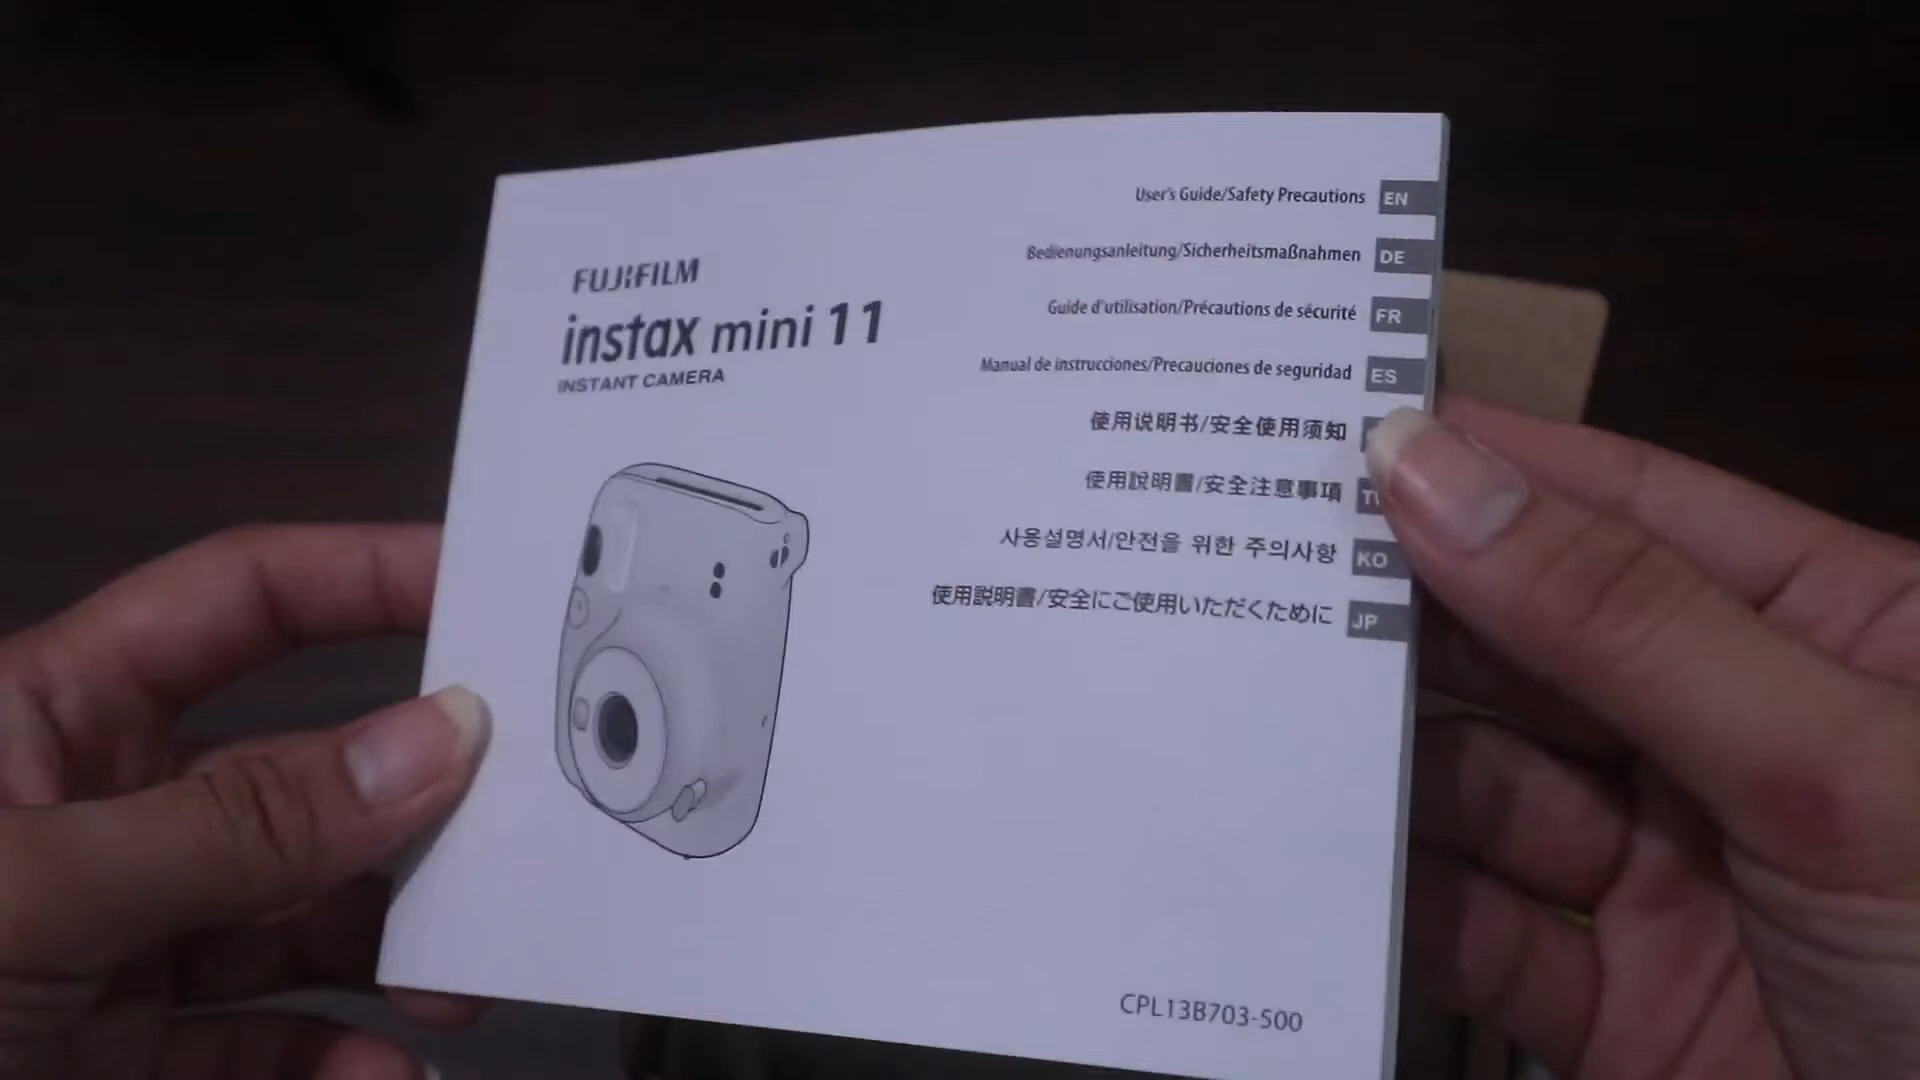 FUJIFILM
instax mini 11
INSTANT CAMERA
User's Guide/Safety Precautions EN
Bedienungsanleitung/Sicherheitsmaßnahmen DE
Guide d'utilisation/Précautions de sécurité FR
Manual de instrucciones/Precauciones de seguridad ES
使用说明书/安全使用须知
使用說明書/安全注意事項
사용설명서/안전을 위한 주의사항 KO
使用説明書/安全にご使用いただくために JP
CPL13B703-500